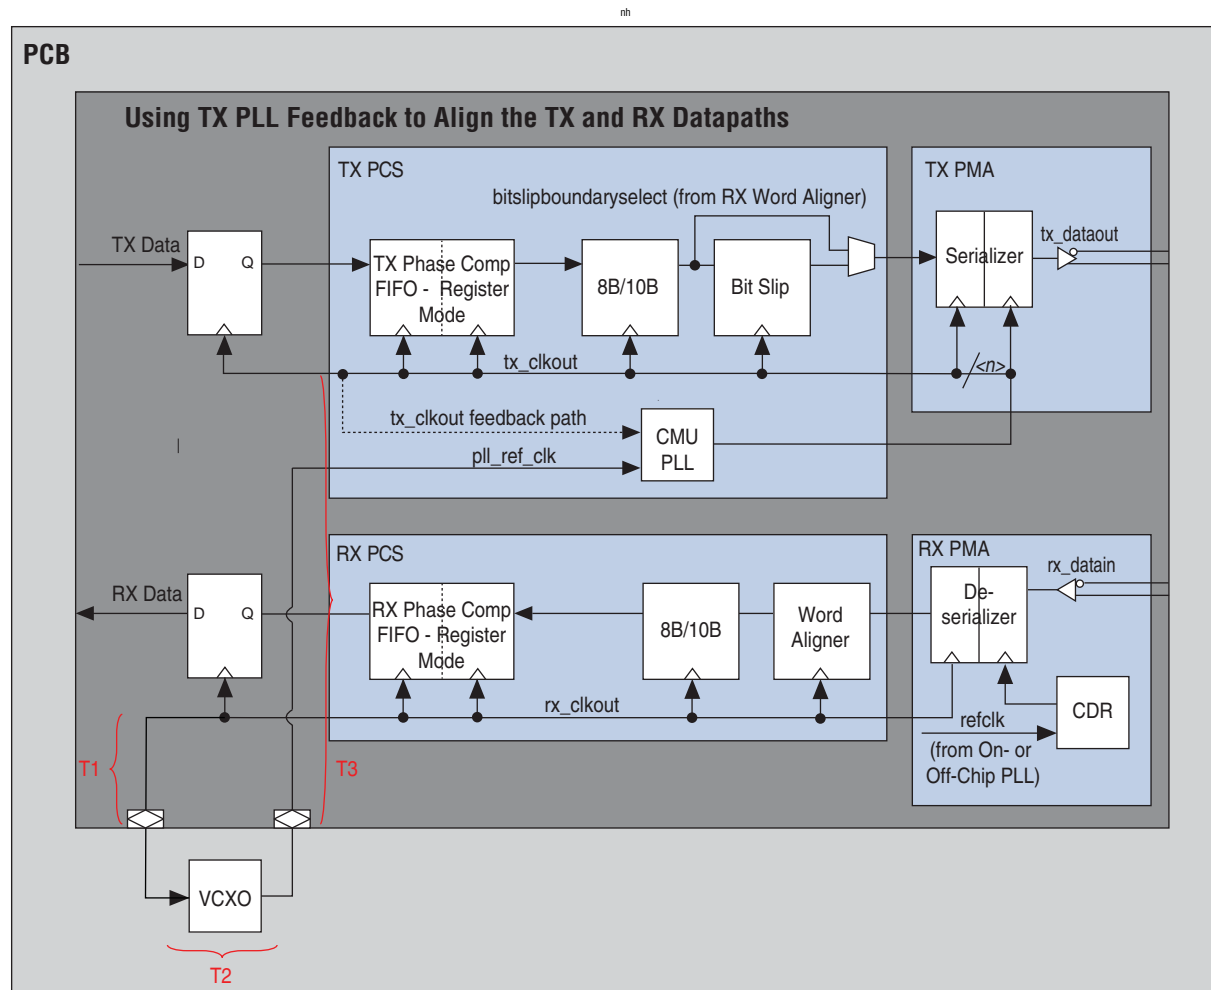 nh
PCB
Using TX PLL Feedback to Align the TX and RX Datapaths
TX PCS
TX PMA
bitslipboundaryselect (from RX Word Aligner)
TX Data
D Q
TX Phase Comp
FIFO - Register
Mode
8B/10B
Bit Slip
Serializer
tx_dataout
tx_clkout
/<n>
tx_clkout feedback path
CMU
PLL
pll_ref_clk
RX PCS
RX PMA
RX Data
D Q
RX Phase Comp
FIFO - Register
Mode
8B/10B
Word
Aligner
De-
serializer
rx_datain
rx_clkout
refclk
(from On- or
Off-Chip PLL)
CDR
T1
T3
VCXO
T2